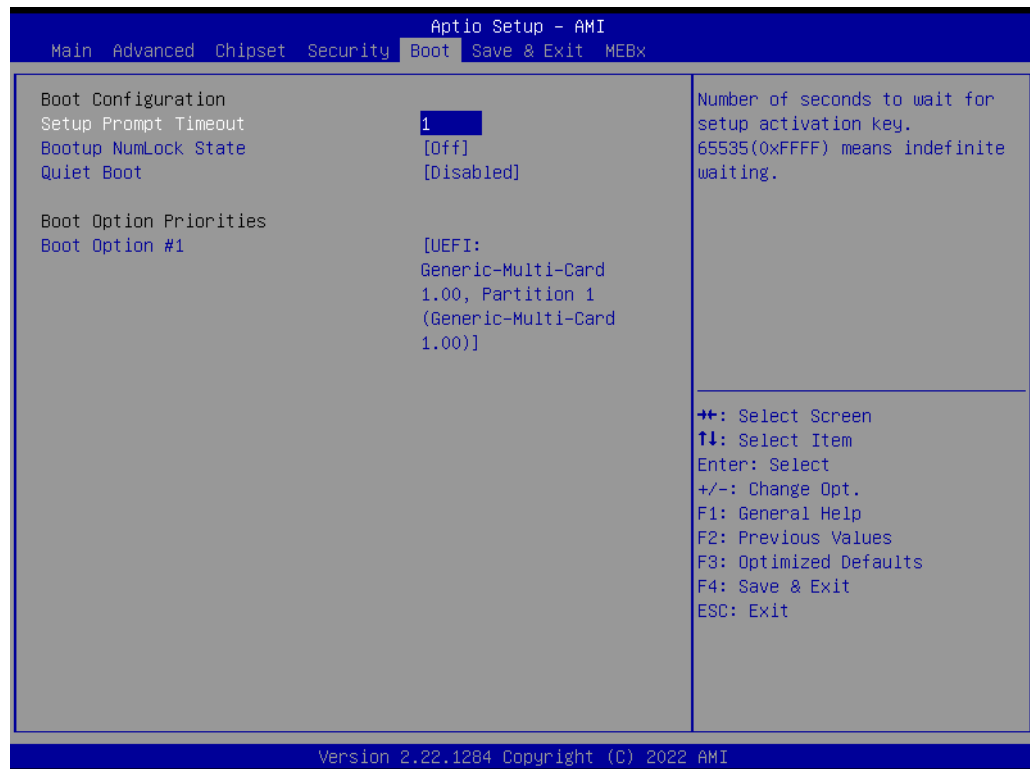 Aptio Setup – AMI
Main Advanced Chipset Security Boot Save & Exit MEBx
Boot Configuration
Setup Prompt Timeout 1
Bootup NumLock State [Off]
Quiet Boot [Disabled]
Boot Option Priorities
Boot Option #1 [UEFI:
Generic-Multi-Card
1.00, Partition 1
(Generic-Multi-Card
1.00)]
Number of seconds to wait for
setup activation key.
65535(0xFFFF) means indefinite
waiting.
→←: Select Screen
↑↓: Select Item
Enter: Select
+/-: Change Opt.
F1: General Help
F2: Previous Values
F3: Optimized Defaults
F4: Save & Exit
ESC: Exit
Version 2.22.1284 Copyright (C) 2022 AMI